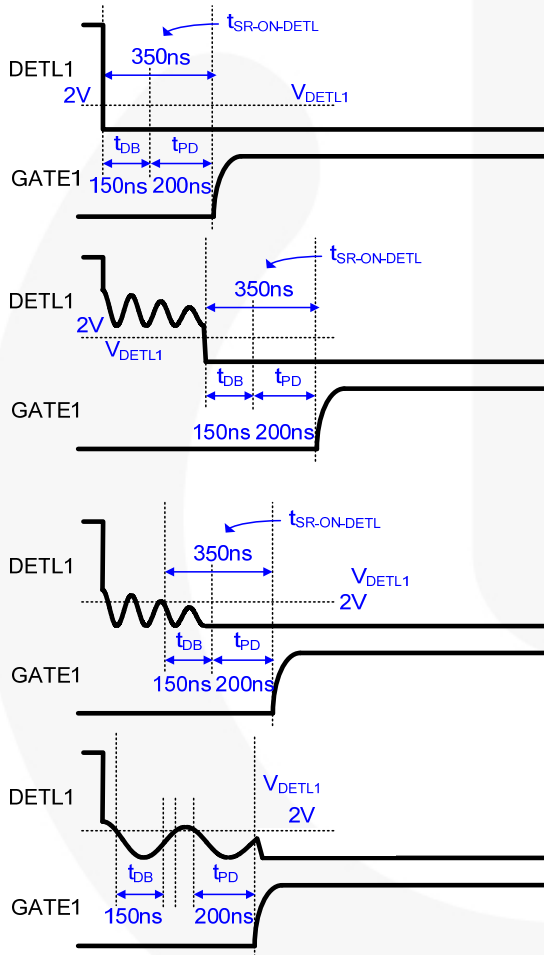 tSR-ON-DETL
350ns
DETL1
2V
VDETL1
tDB tPD
GATE1
150ns 200ns
tSR-ON-DETL
350ns
DETL1
2V
VDETL1
tDB tPD
GATE1
150ns 200ns
tSR-ON-DETL
350ns
DETL1
VDETL1
2V
tDB tPD
GATE1
150ns 200ns
VDETL1
DETL1
2V
tDB tPD
GATE1
150ns 200ns